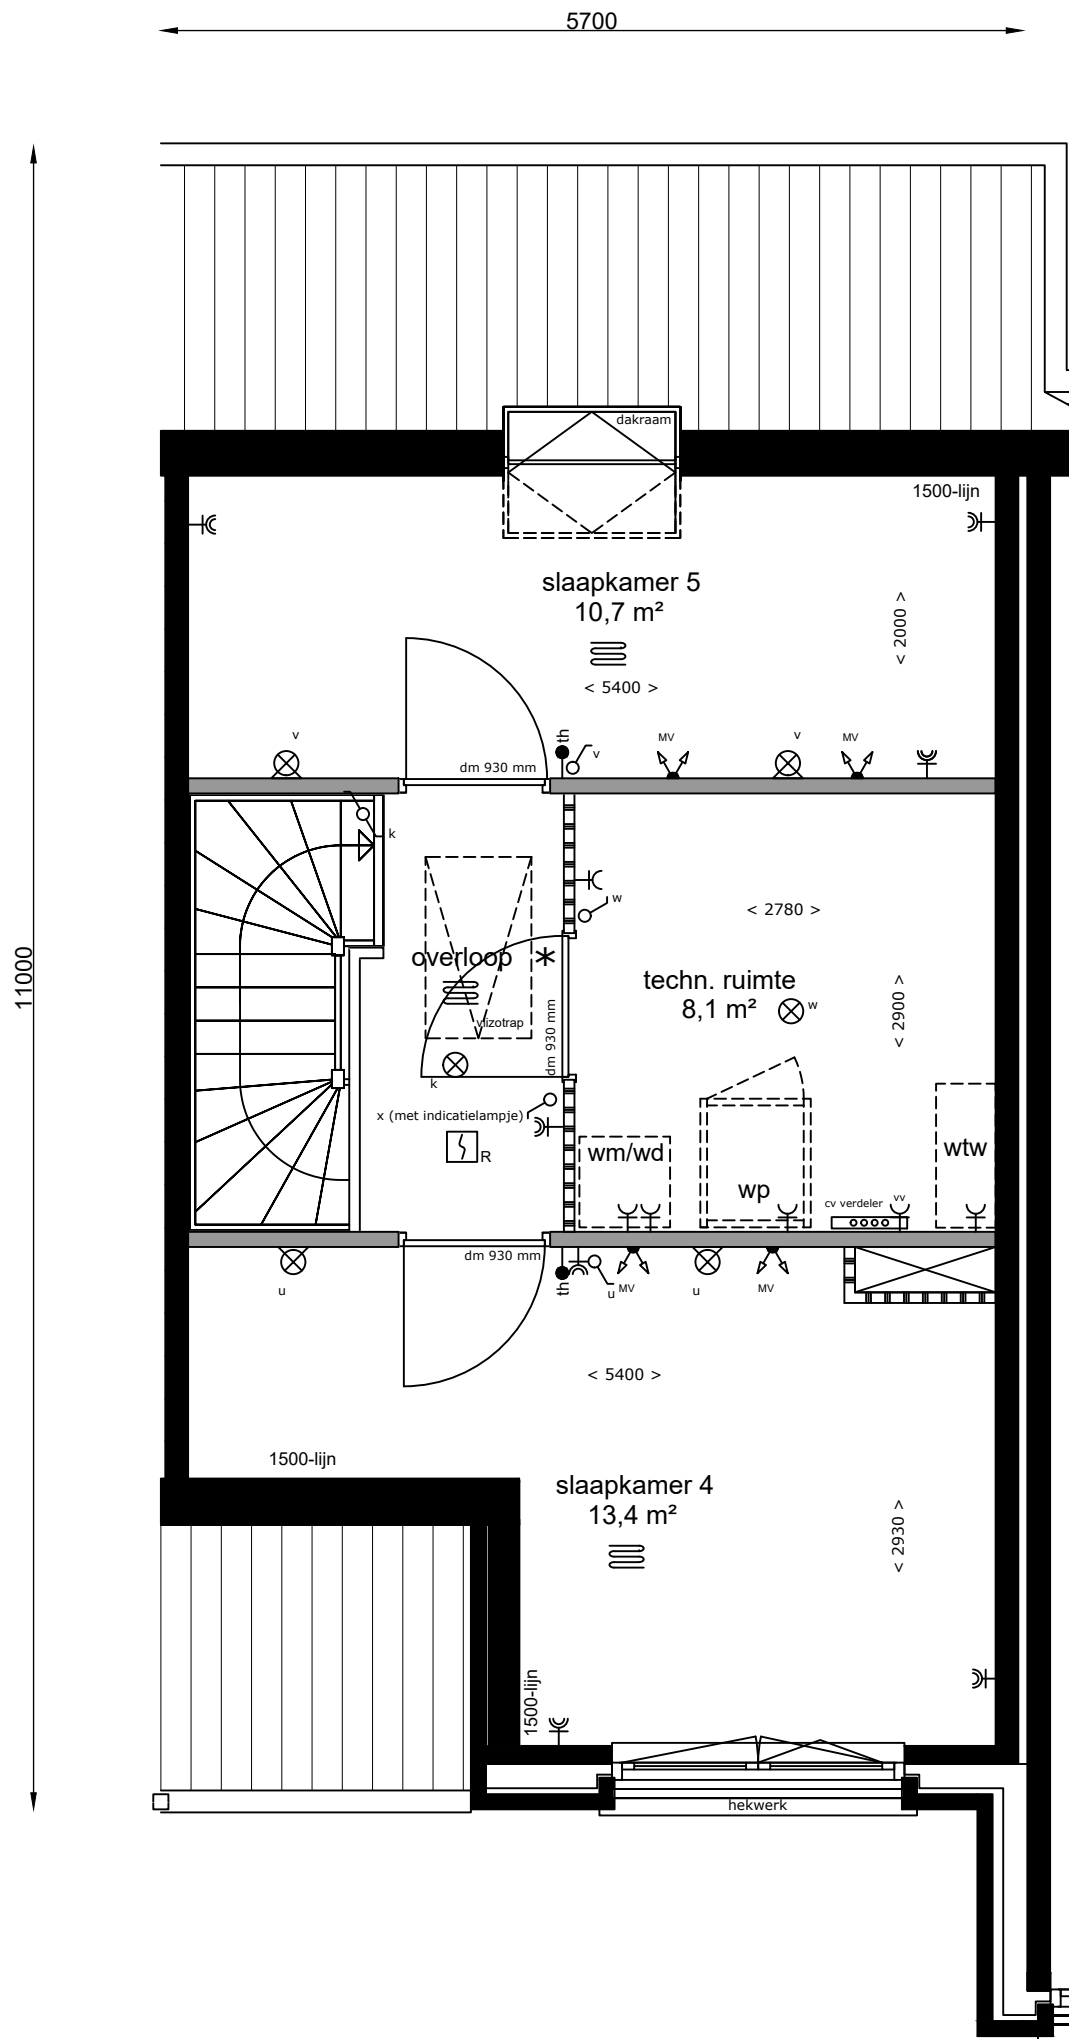 5700
11000
dakraam
1500-lijn
slaapkamer 5
10,7 m²
< 2000 >
< 5400 >
v
th
v
MV
v
MV
dm 930 mm
k
w
< 2780 >
overloop *
techn. ruimte
8,1 m²
w
< 2900 >
vlizotrap
dm 930 mm
k
x (met indicatielampje)
R
wm/wd
wp
wtw
cv verdeler
vv
dm 930 mm
u
th
u
MV
u
MV
< 5400 >
1500-lijn
slaapkamer 4
13,4 m²
< 2930 >
1500-lijn
hekwerk